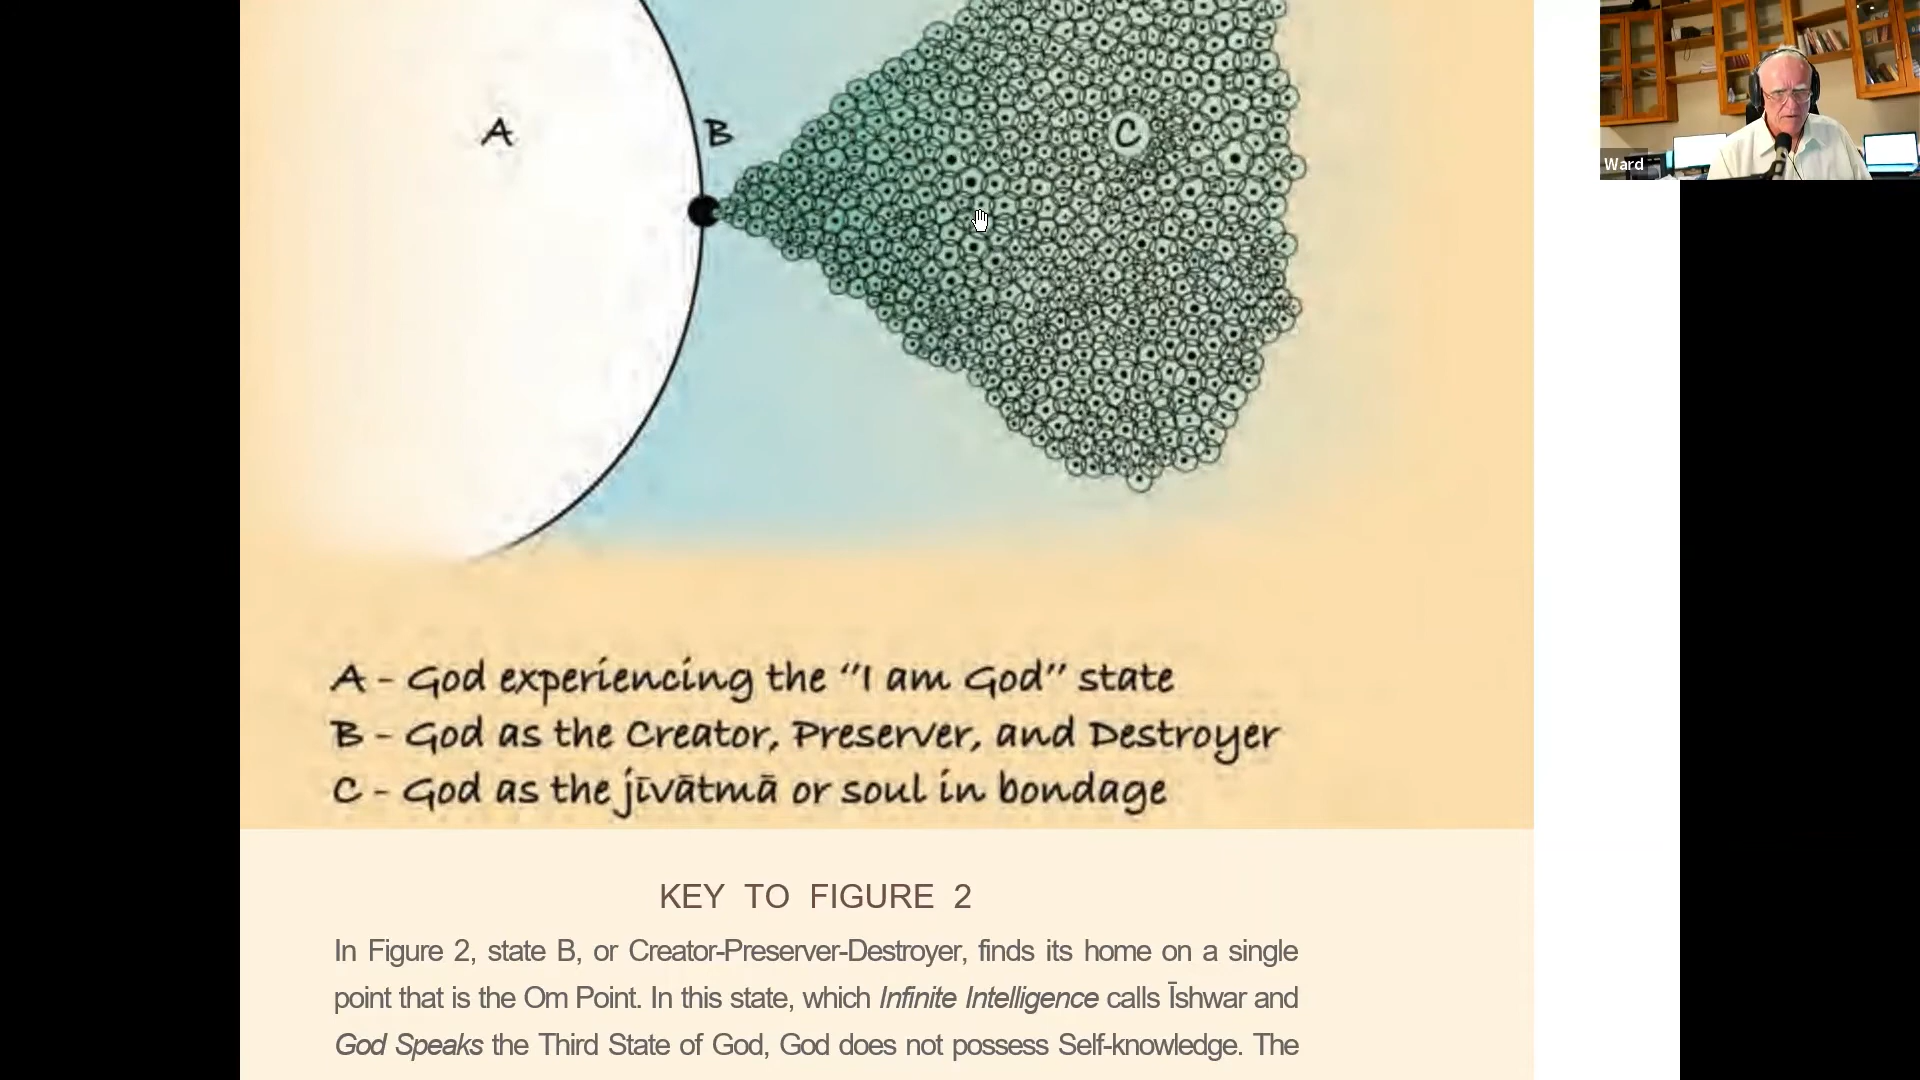 A
B
C
Ward
A - God experiencing the “I am God” state
B - God as the Creator, Preserver, and Destroyer
C - God as the jīvātmā or soul in bondage
KEY TO FIGURE 2
In Figure 2, state B, or Creator-Preserver-Destroyer, finds its home on a single
point that is the Om Point. In this state, which Infinite Intelligence calls Īshwar and
God Speaks the Third State of God, God does not possess Self-knowledge. The